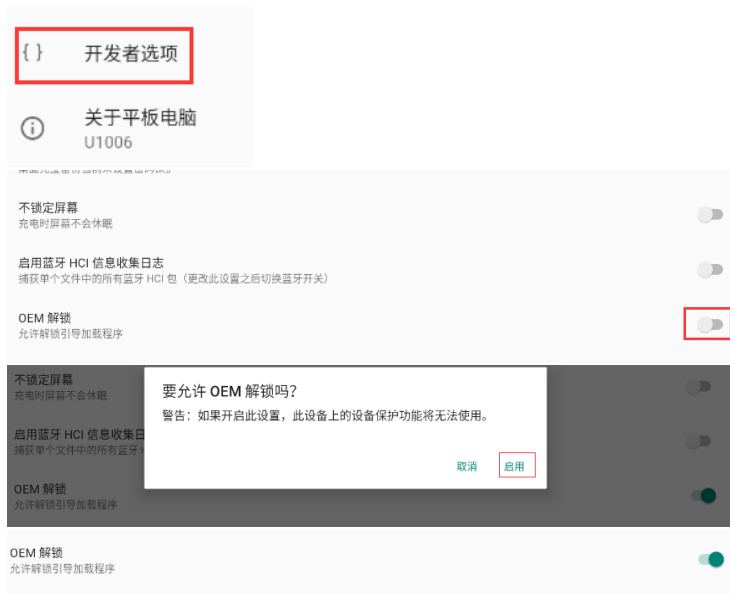 { } 开发者选项
关于平板电脑
U1006
不锁定屏幕
充电时屏幕不会休眠
启用蓝牙 HCI 信息收集日志
捕获单个文件中的所有蓝牙 HCI 包（更改此设置之后切换蓝牙开关）
OEM 解锁
允许解锁引导加载程序
不锁定屏幕
充电时屏幕不会休眠
要允许 OEM 解锁吗？
警告：如果开启此设置，此设备上的设备保护功能将无法使用。
启用蓝牙 HCI 信息收集日
捕获单个文件中的所有蓝牙
取消 启用
OEM 解锁
允许解锁引导加载程序
OEM 解锁
允许解锁引导加载程序